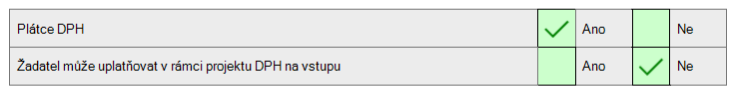 Plátce DPH ✓ Ano Ne
Žadatel může uplatňovat v rámci projektu DPH na vstupu Ano ✓ Ne